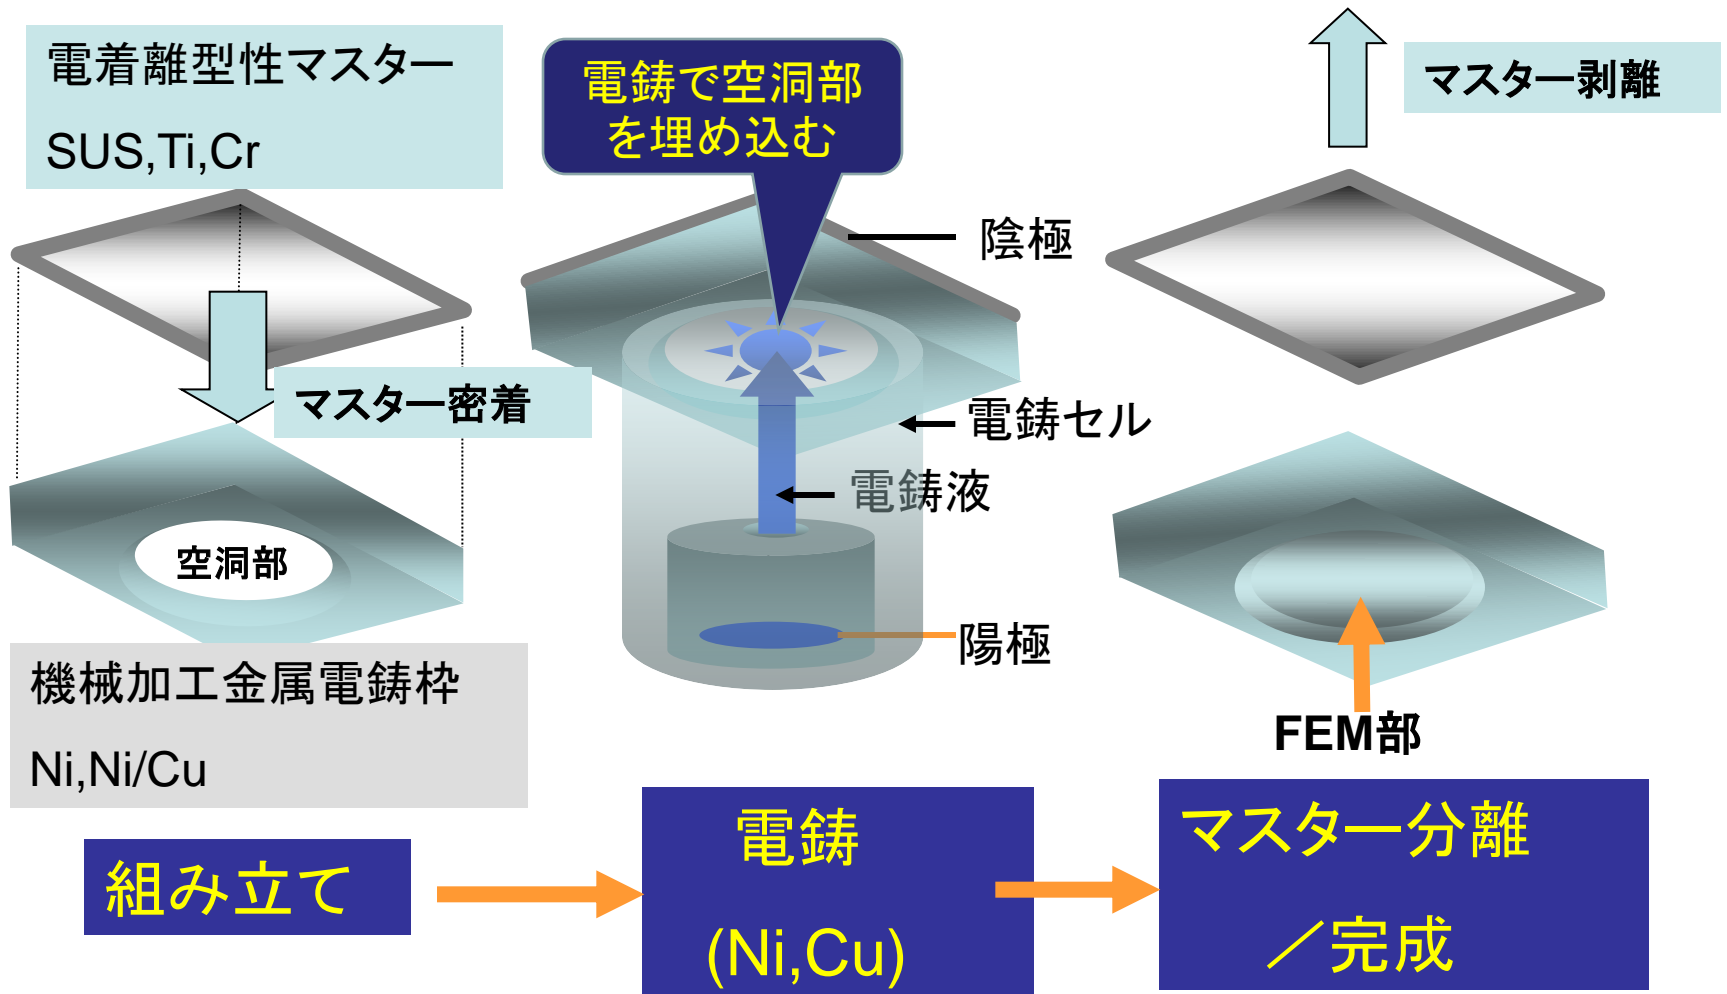 電着離型性マスター
SUS,Ti,Cr
マスター密着
空洞部
機械加工金属電鋳枠
Ni,Ni/Cu
組み立て
電鋳で空洞部
を埋め込む
陰極
電鋳セル
電鋳液
陽極
電鋳
(Ni,Cu)
マスター剥離
FEM部
マスター分離
／完成